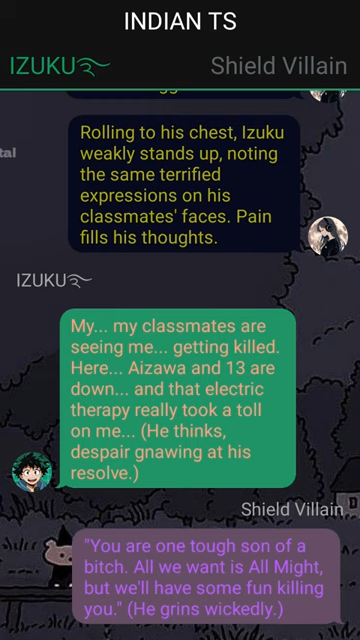 INDIAN TS
IZUKU࿐ Shield Villain
tal
Rolling to his chest, Izuku
weakly stands up, noting
the same terrified
expressions on his
classmates' faces. Pain
fills his thoughts.
IZUKU࿐
My... my classmates are
seeing me... getting killed.
Here... Aizawa and 13 are
down... and that electric
therapy really took a toll
on me... (He thinks,
despair gnawing at his
resolve.)
Shield Villain
"You are one tough son of a
bitch. All we want is All Might,
but we'll have some fun killing
you." (He grins wickedly.)